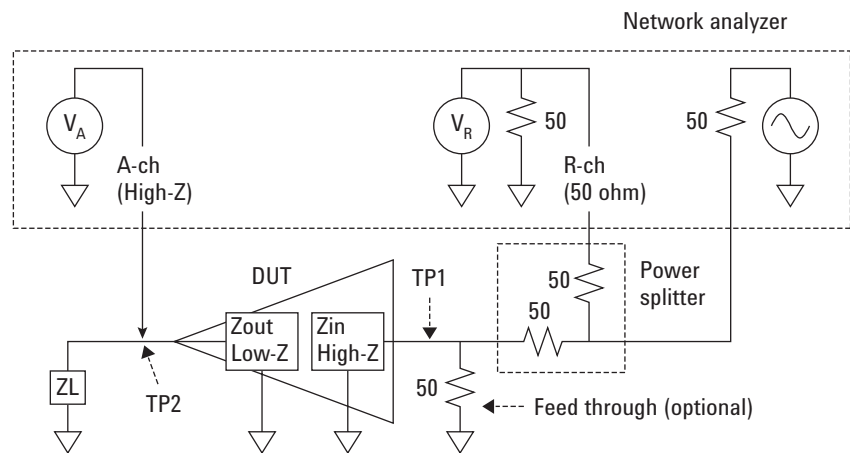 Network analyzer
V_A
A-ch
(High-Z)
V_R
50
R-ch
(50 ohm)
50
DUT
TP1
50
Power
splitter
50
Zout
Low-Z
Zin
High-Z
ZL
TP2
50
Feed through (optional)